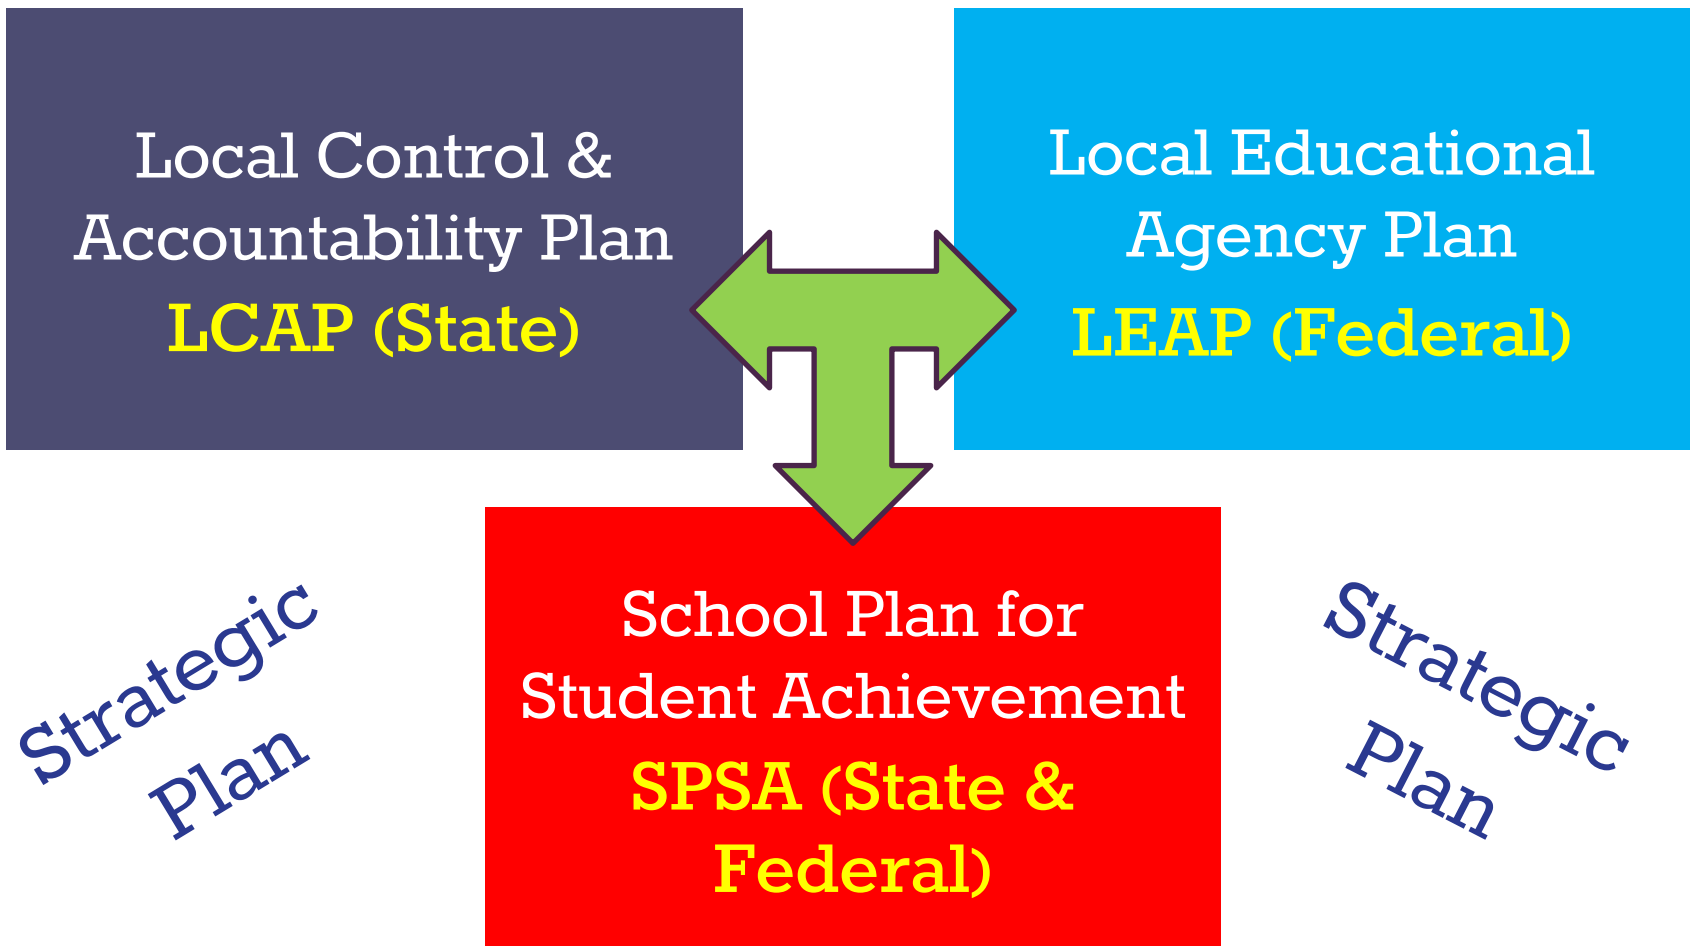 Local Control &
Accountability Plan
LCAP (State)
Local Educational
Agency Plan
LEAP (Federal)
School Plan for
Student Achievement
SPSA (State &
Federal)
Strategic
Plan
Strategic
Plan